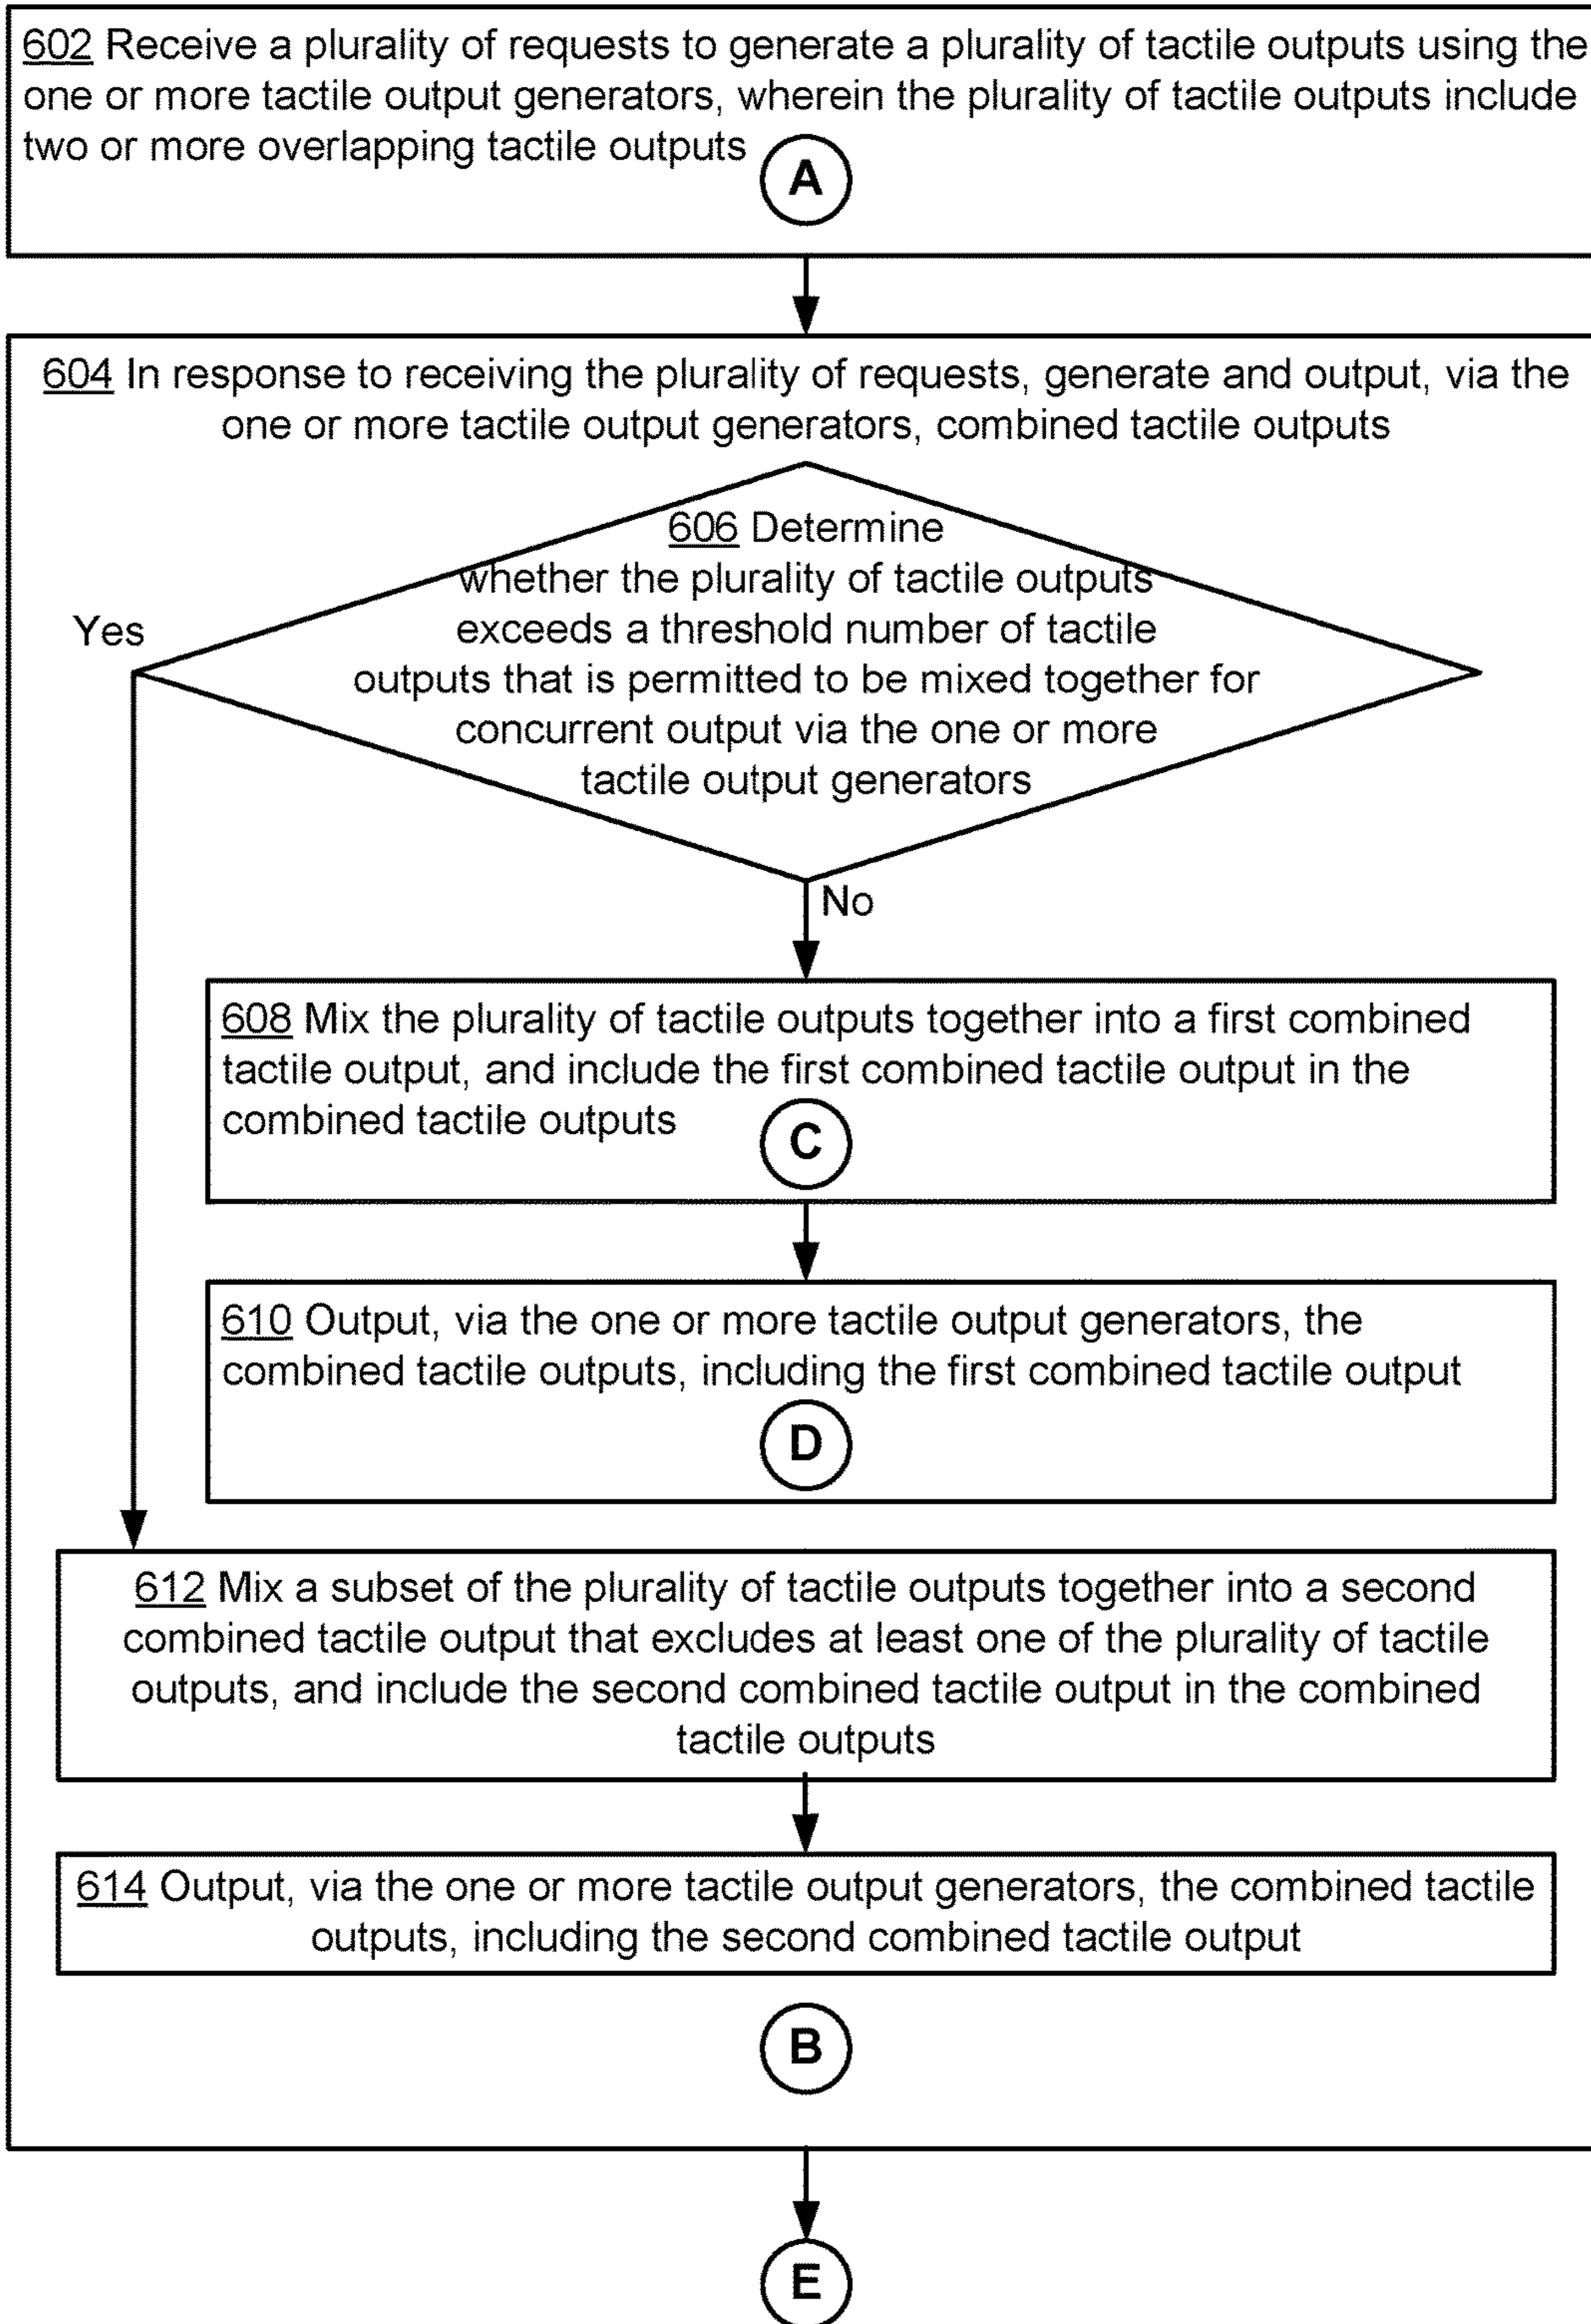 602 Receive a plurality of requests to generate a plurality of tactile outputs using the
one or more tactile output generators, wherein the plurality of tactile outputs include
two or more overlapping tactile outputs
A
604 In response to receiving the plurality of requests, generate and output, via the
one or more tactile output generators, combined tactile outputs
606 Determine
whether the plurality of tactile outputs
exceeds a threshold number of tactile
outputs that is permitted to be mixed together for
concurrent output via the one or more
tactile output generators
Yes
No
608 Mix the plurality of tactile outputs together into a first combined
tactile output, and include the first combined tactile output in the
combined tactile outputs
C
610 Output, via the one or more tactile output generators, the
combined tactile outputs, including the first combined tactile output
D
612 Mix a subset of the plurality of tactile outputs together into a second
combined tactile output that excludes at least one of the plurality of tactile
outputs, and include the second combined tactile output in the combined
tactile outputs
614 Output, via the one or more tactile output generators, the combined tactile
outputs, including the second combined tactile output
B
E